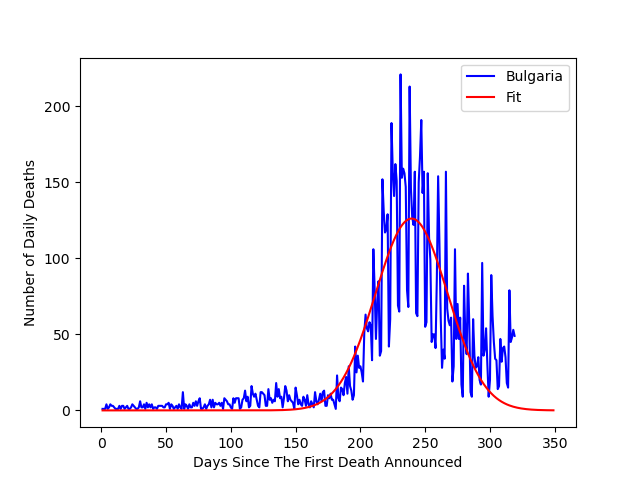 Bulgaria
Fit
200
150
100
50
0
Number of Daily Deaths
0 50 100 150 200 250 300 350
Days Since The First Death Announced